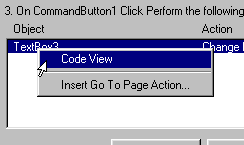 3. On CommandButton1 Click Perform the following
Object Action
TextBox3 Change
Code View
Insert Go To Page Action...